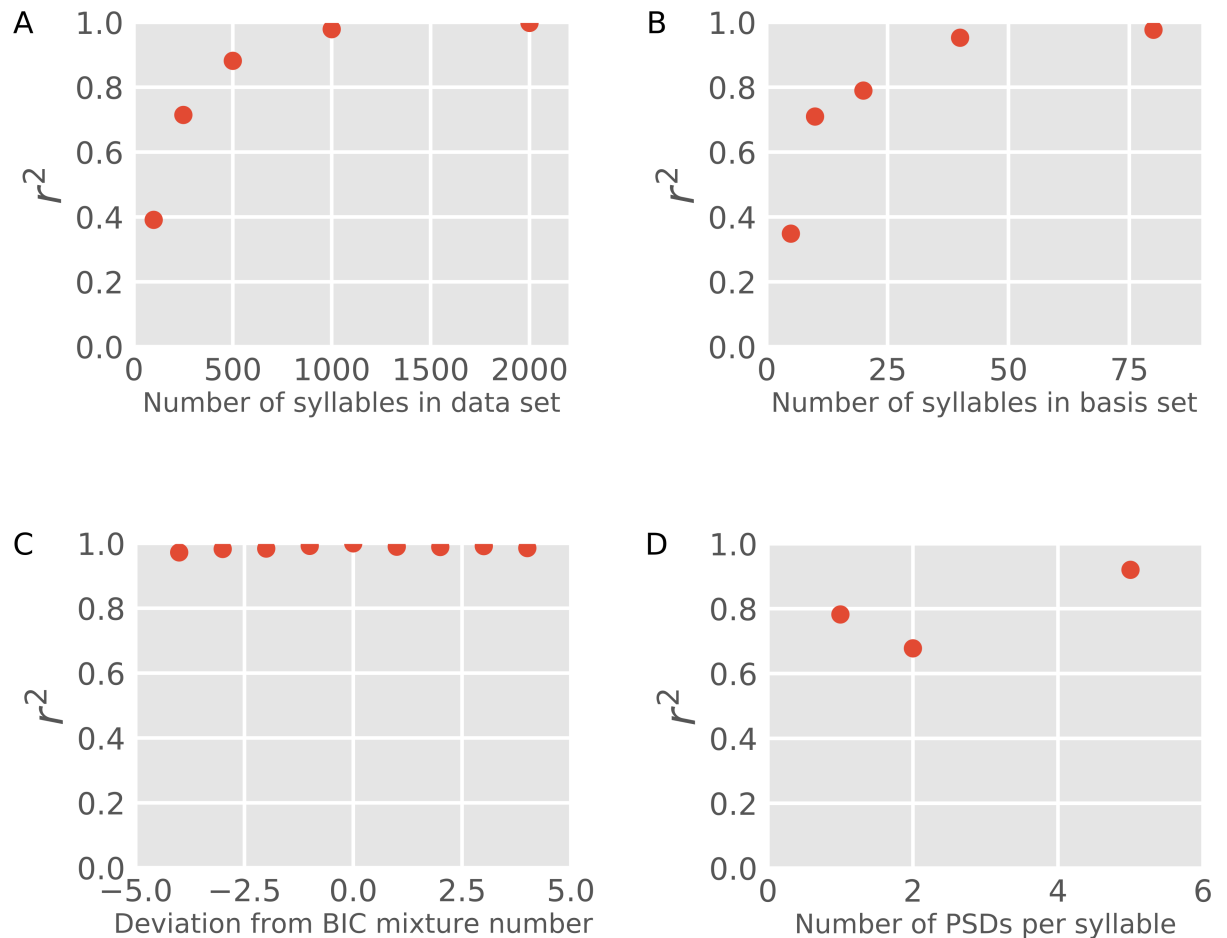 A
1.0
0.8
0.6
0.4
0.2
0.0
r²
0 500 1000 1500 2000
Number of syllables in data set
B
1.0
0.8
0.6
0.4
0.2
0.0
r²
0 25 50 75
Number of syllables in basis set
C
1.0
0.8
0.6
0.4
0.2
0.0
r²
−5.0 −2.5 0.0 2.5 5.0
Deviation from BIC mixture number
D
1.0
0.8
0.6
0.4
0.2
0.0
r²
0 2 4 6
Number of PSDs per syllable